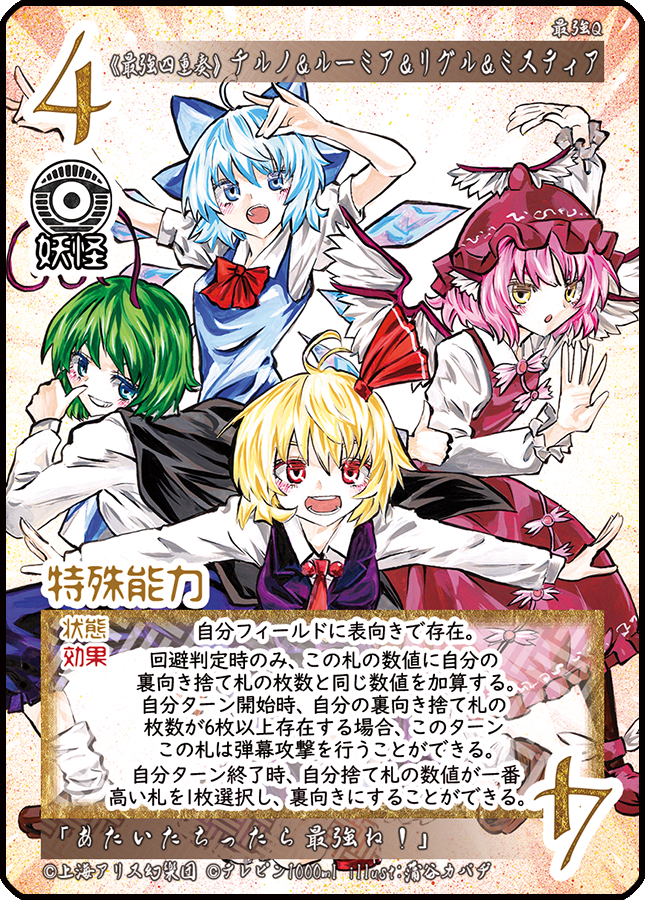 最強Q
4
《最強四重奏》 チルノ&ルーミア&リグル&ミスティア
妖怪
特殊能力
状態
自分フィールドに表向きで存在。
効果
回避判定時のみ、この札の数値に自分の
裏向き捨て札の枚数と同じ数値を加算する。
自分ターン開始時、自分の裏向き捨て札の
枚数が6枚以上存在する場合、このターン
この札は弾幕攻撃を行うことができる。
自分ターン終了時、自分捨て札の数値が一番
高い札を1枚選択し、裏向きにすることができる。
4
「あたいたちったら最強ね!」
©上海アリス幻樂団 ©テレピン1000ml illust:蒲谷カバヂ